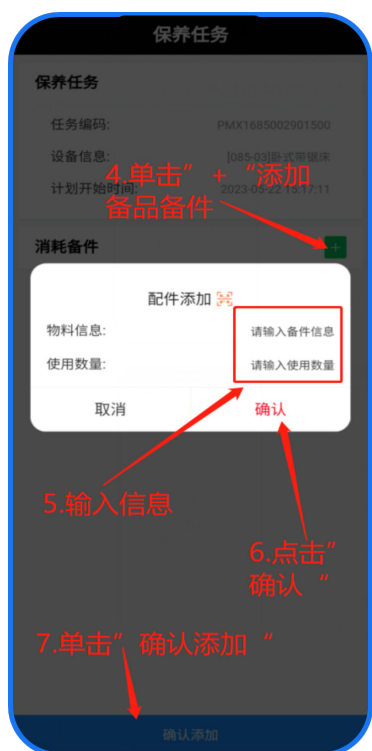 保养任务
保养任务
任务编码: PMX1685002901500
设备信息: [085-03]卧式带锯床
计划开始时间: 2023-05-22 15:17:11
4.单击”+“添加
备品备件
消耗备件 +
配件添加
物料信息: 请输入备件信息
使用数量: 请输入使用数量
取消 确认
5.输入信息
6.点击”
确认“
7.单击”确认添加“
确认添加